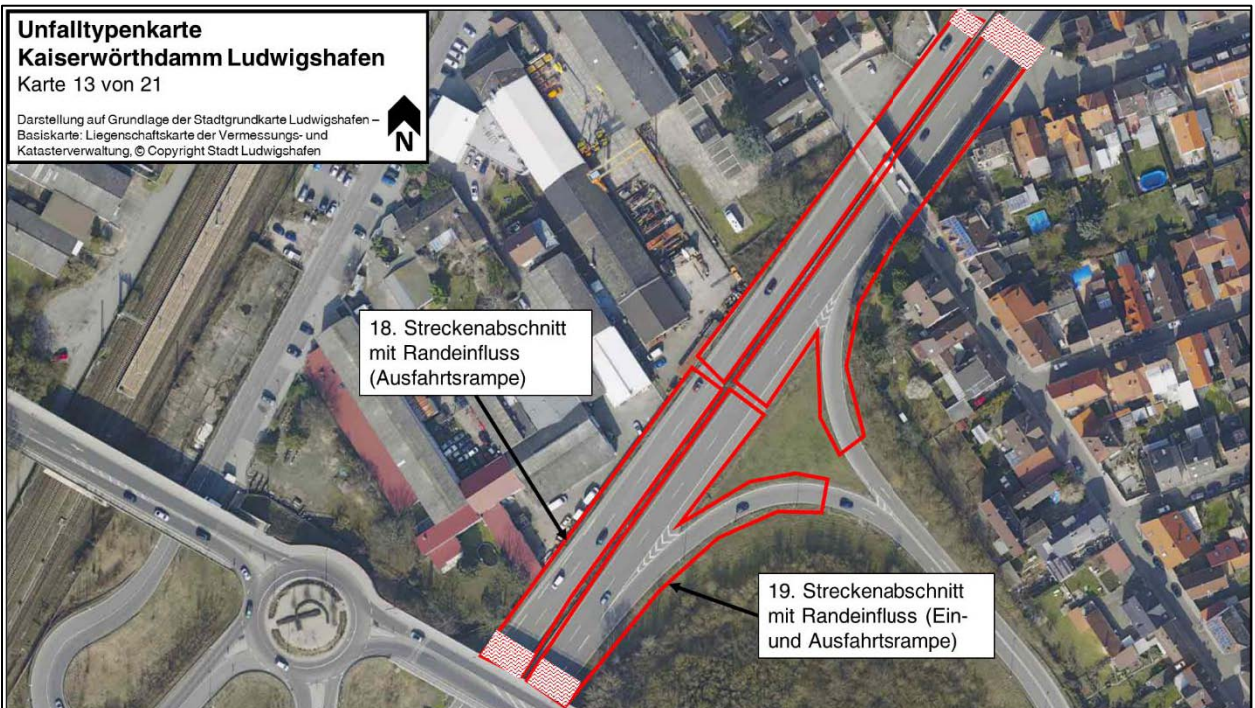 Unfalltypenkarte
Kaiserwörthdamm Ludwigshafen
Karte 13 von 21
Darstellung auf Grundlage der Stadtgrundkarte Ludwigshafen –
Basiskarte: Liegenschaftskarte der Vermessungs- und
Katasterverwaltung, © Copyright Stadt Ludwigshafen
N
18. Streckenabschnitt
mit Randeinfluss
(Ausfahrtsrampe)
19. Streckenabschnitt
mit Randeinfluss (Ein-
und Ausfahrtsrampe)